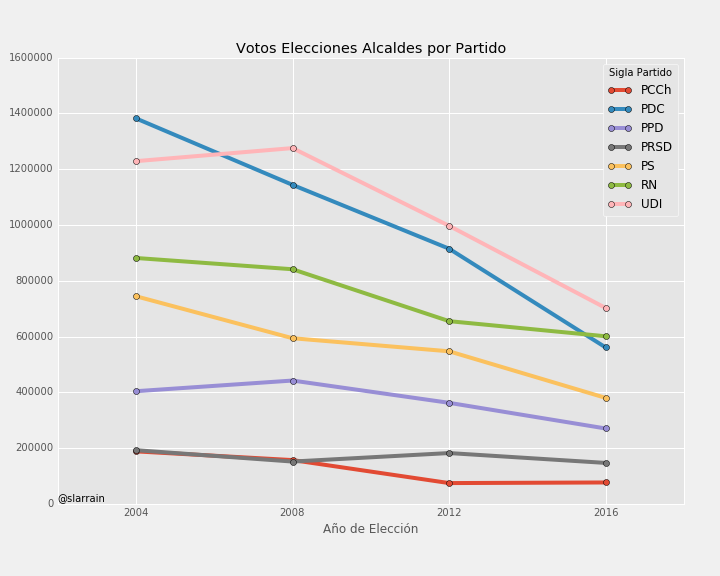 Votos Elecciones Alcaldes por Partido
1600000
1400000
1200000
1000000
800000
600000
400000
200000
0
Sigla Partido
PCCh
PDC
PPD
PRSD
PS
RN
UDI
@slarrain
2004 2008 2012 2016
Año de Elección